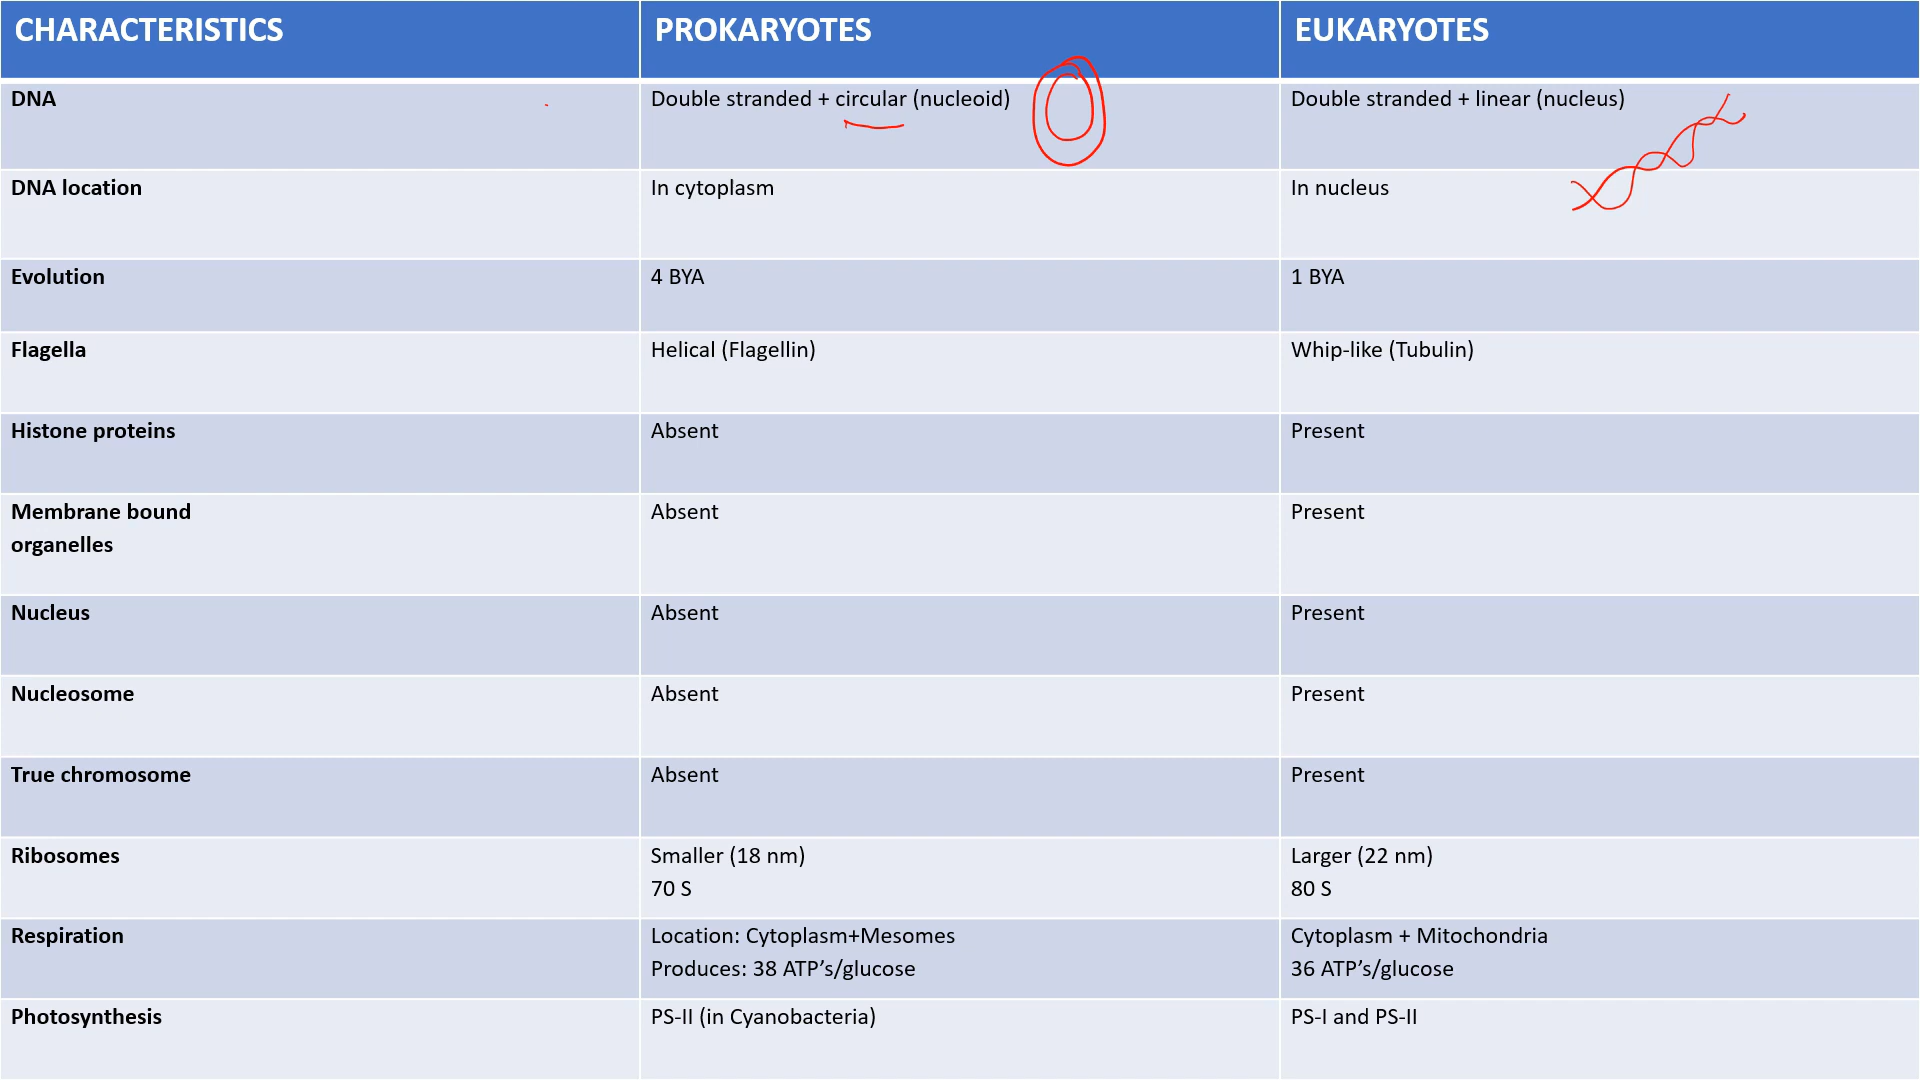 CHARACTERISTICS PROKARYOTES EUKARYOTES
DNA Double stranded + circular (nucleoid) Double stranded + linear (nucleus)
DNA location In cytoplasm In nucleus
Evolution 4 BYA 1 BYA
Flagella Helical (Flagellin) Whip-like (Tubulin)
Histone proteins Absent Present
Membrane bound Absent Present
organelles
Nucleus Absent Present
Nucleosome Absent Present
True chromosome Absent Present
Ribosomes Smaller (18 nm) Larger (22 nm)
70 S 80 S
Respiration Location: Cytoplasm+Mesomes Cytoplasm + Mitochondria
Produces: 38 ATP’s/glucose 36 ATP’s/glucose
Photosynthesis PS-II (in Cyanobacteria) PS-I and PS-II